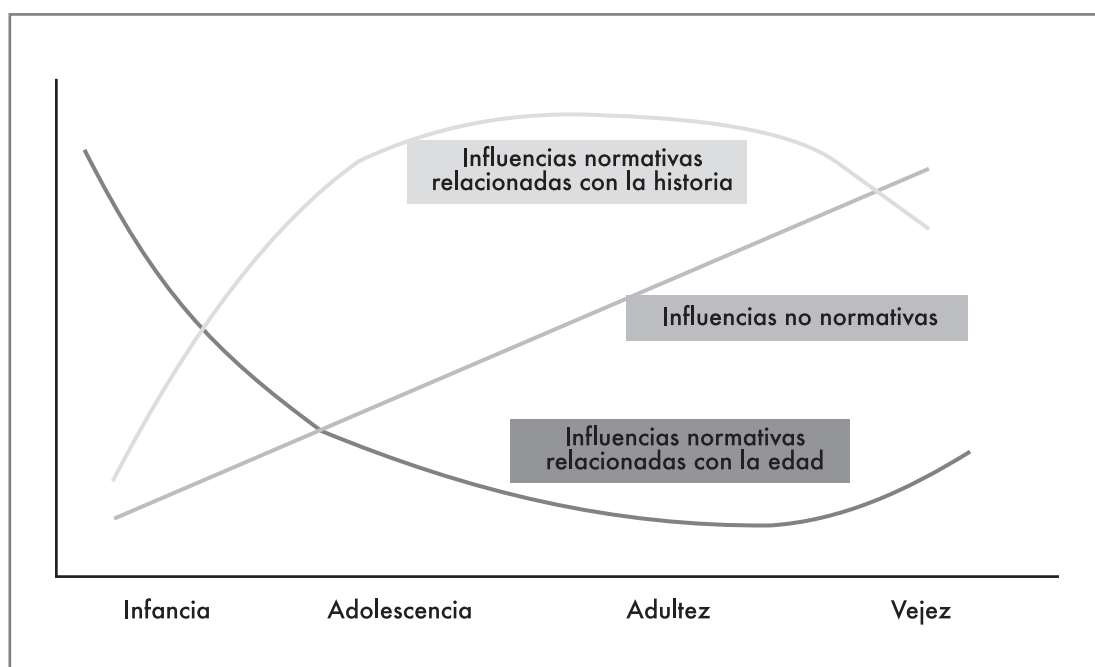 Influencias normativas
relacionadas con la historia
Influencias no normativas
Influencias normativas
relacionadas con la edad
Infancia
Adolescencia
Adultez
Vejez